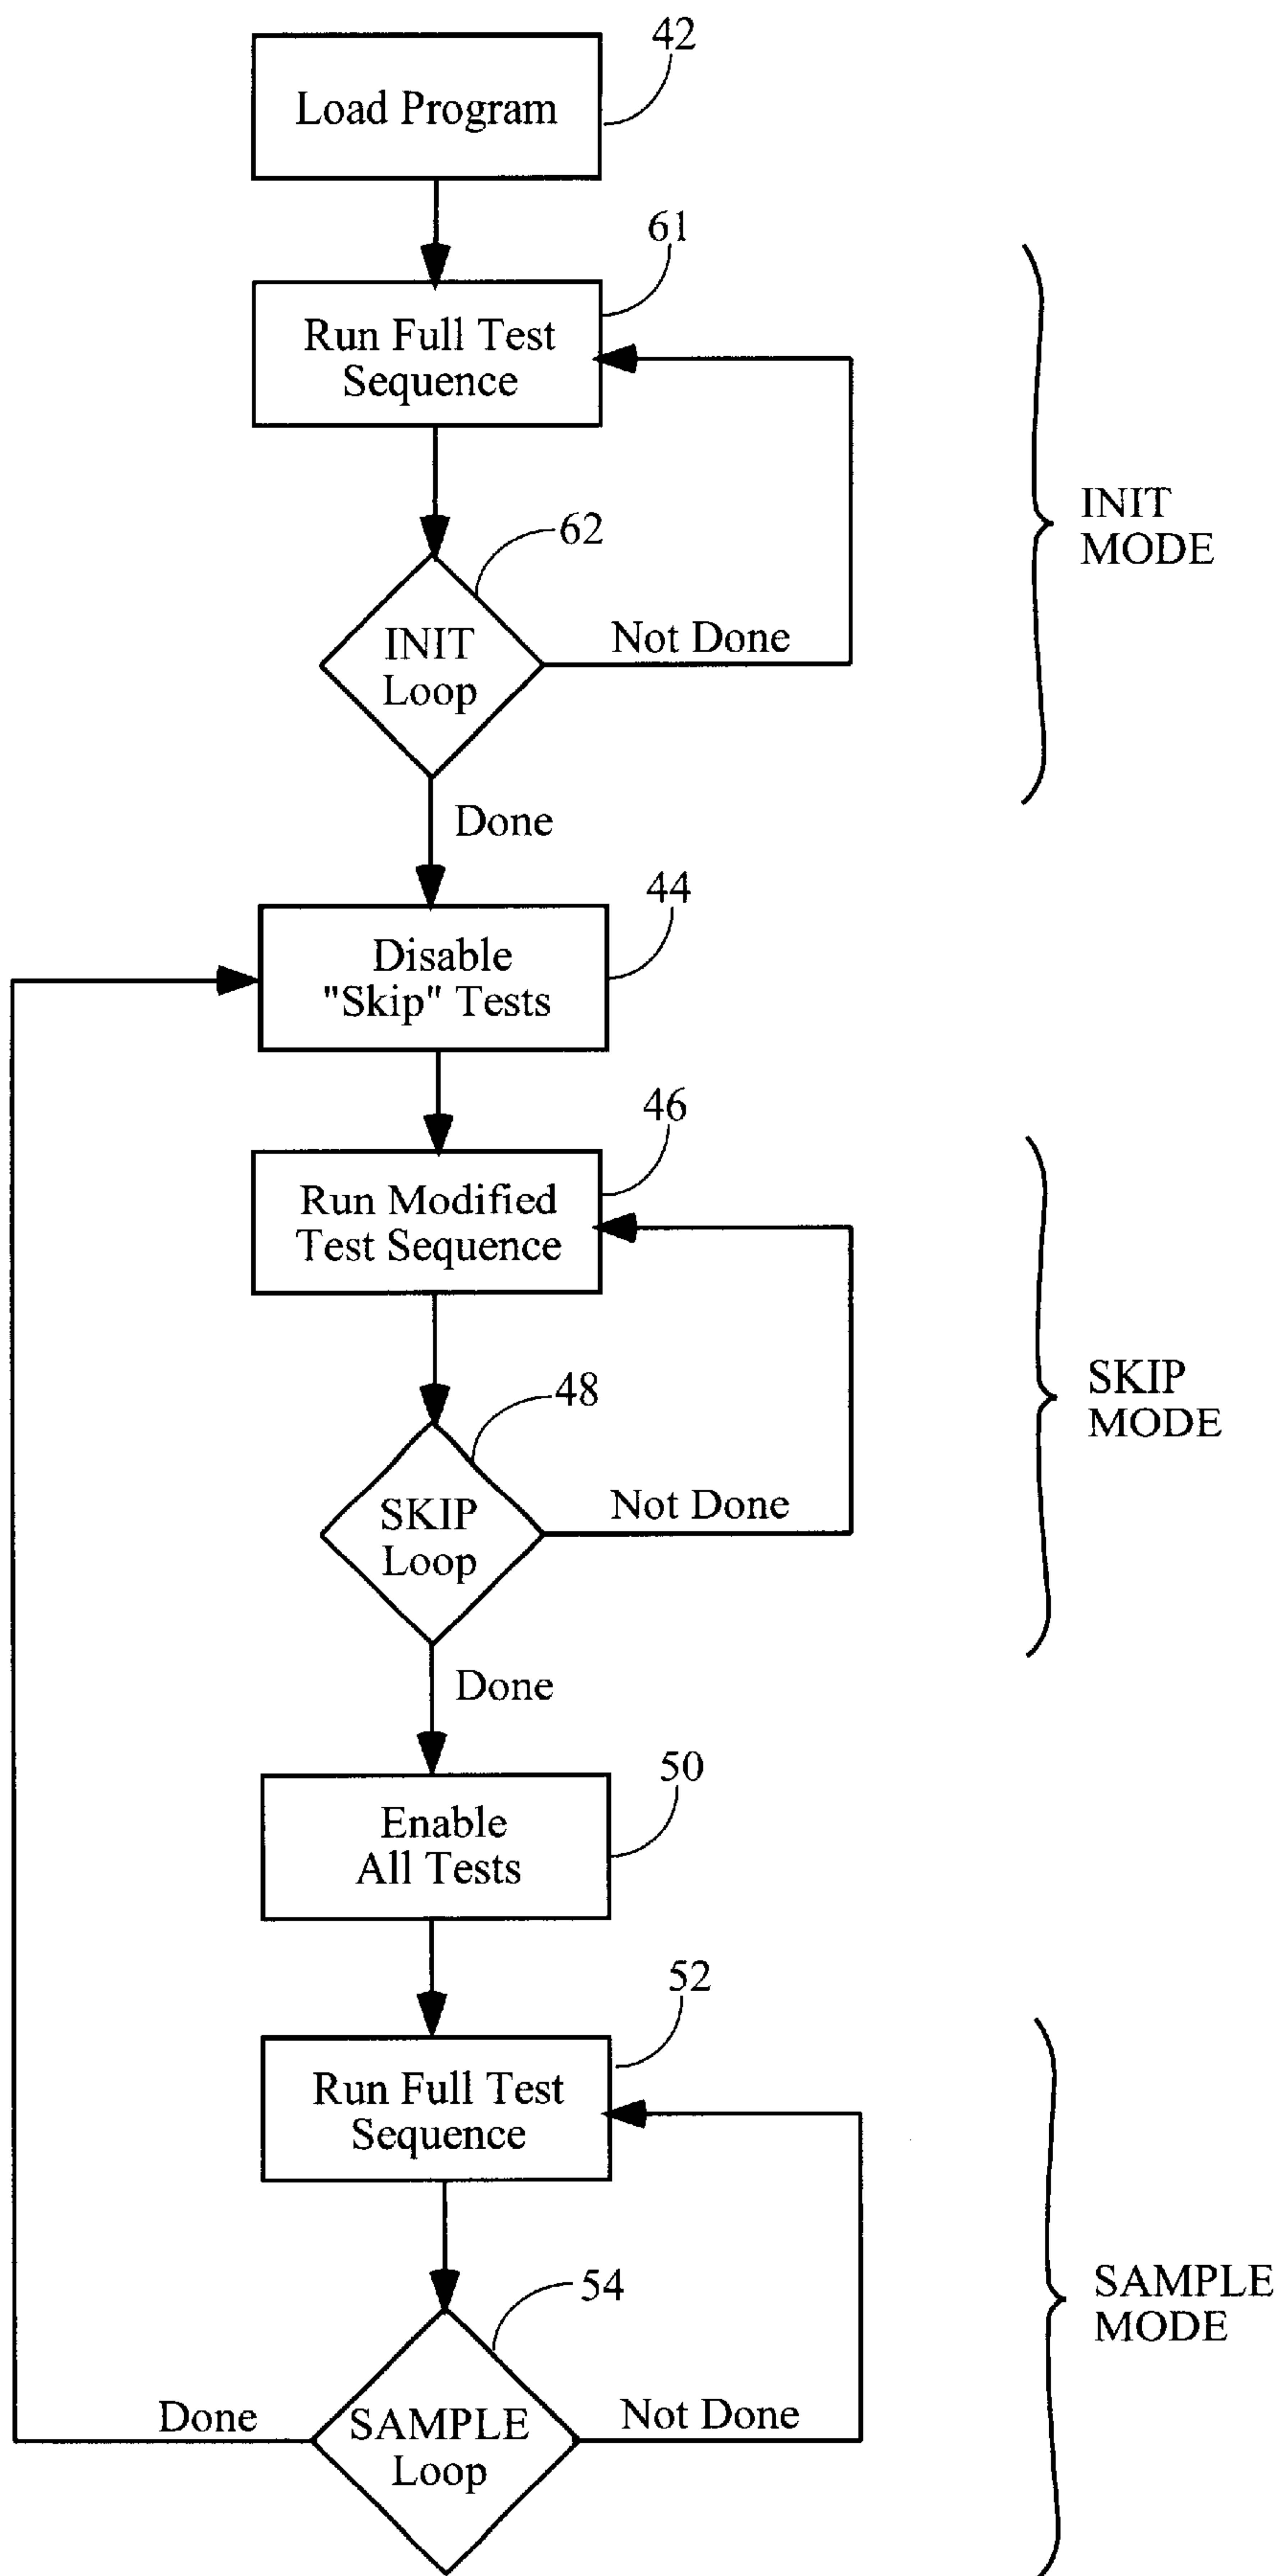 42
Load Program
61
Run Full Test
Sequence
62
INIT
Loop
Not Done
INIT
MODE
Done
44
Disable
"Skip" Tests
46
Run Modified
Test Sequence
48
SKIP
Loop
Not Done
SKIP
MODE
Done
50
Enable
All Tests
52
Run Full Test
Sequence
54
SAMPLE
Loop
Done
Not Done
SAMPLE
MODE